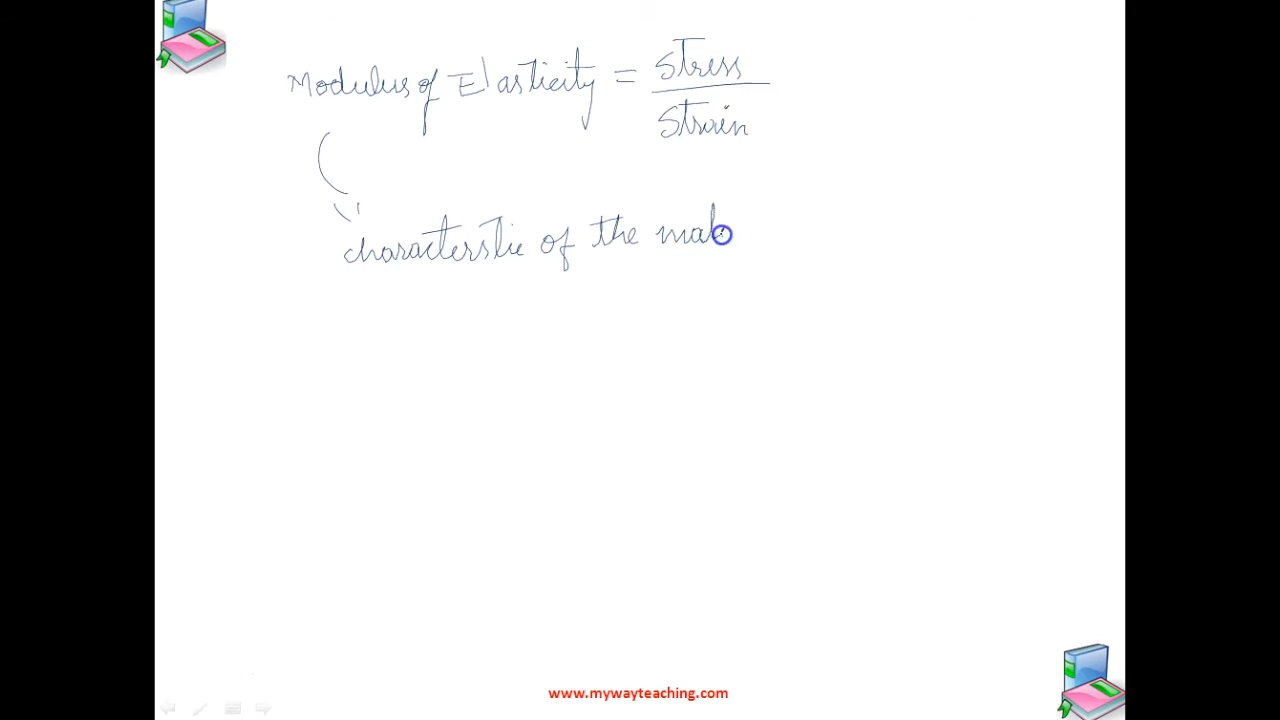 Modulus of Elasticity = Stress
Strain
characterstic of the mat
www.mywayteaching.com